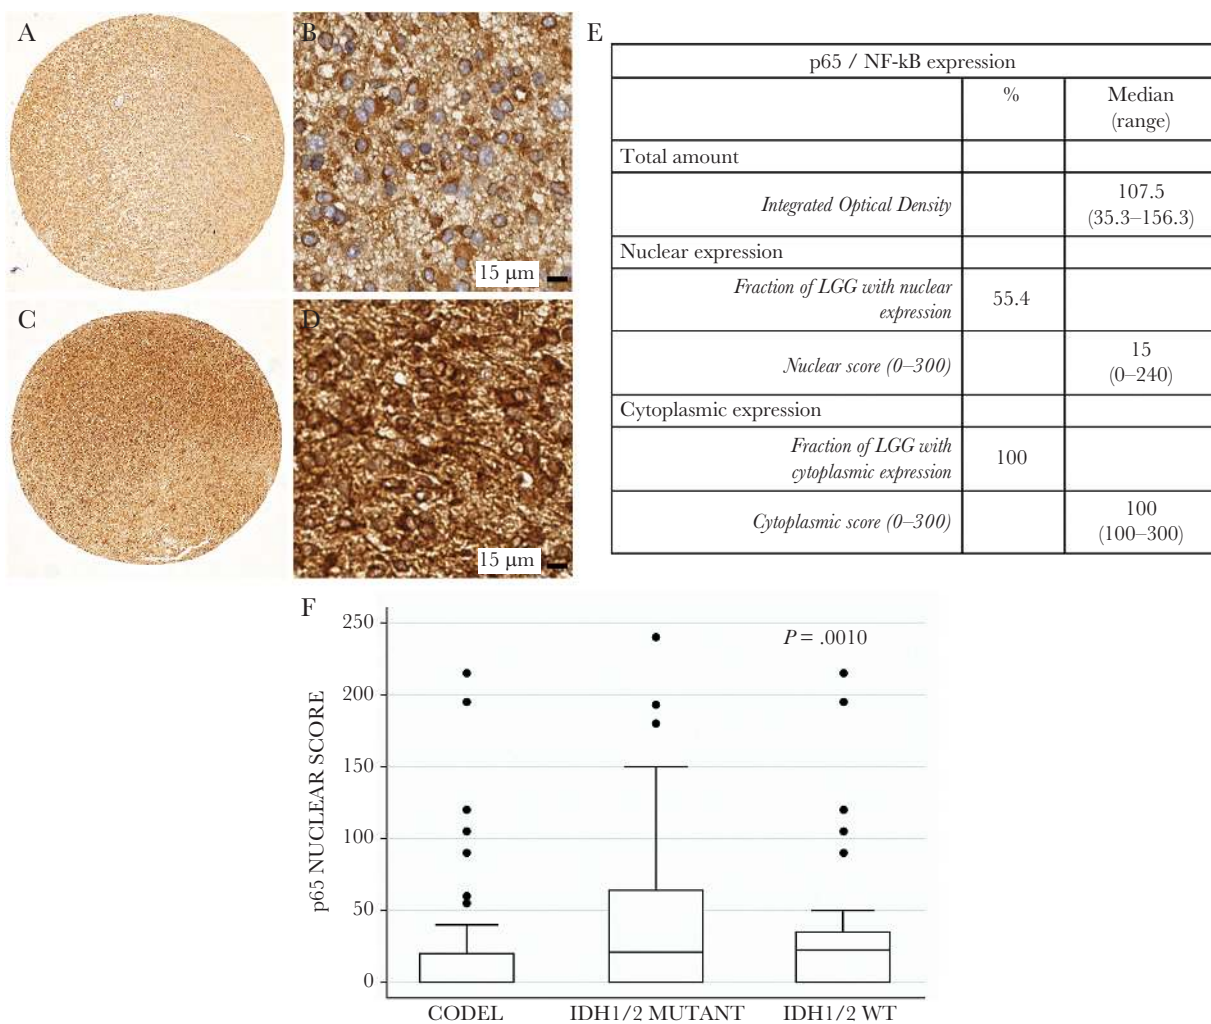 A
B
15 µm
C
D
15 µm
E
p65 / NF-kB expression
%
Median
(range)
Total amount
Integrated Optical Density
107.5
(35.3–156.3)
Nuclear expression
Fraction of LGG with nuclear
expression
55.4
Nuclear score (0–300)
15
(0–240)
Cytoplasmic expression
Fraction of LGG with
cytoplasmic expression
100
Cytoplasmic score (0–300)
100
(100–300)
F
P = .0010
p65 NUCLEAR SCORE
250
200
150
100
50
0
CODEL
IDH1/2 MUTANT
IDH1/2 WT